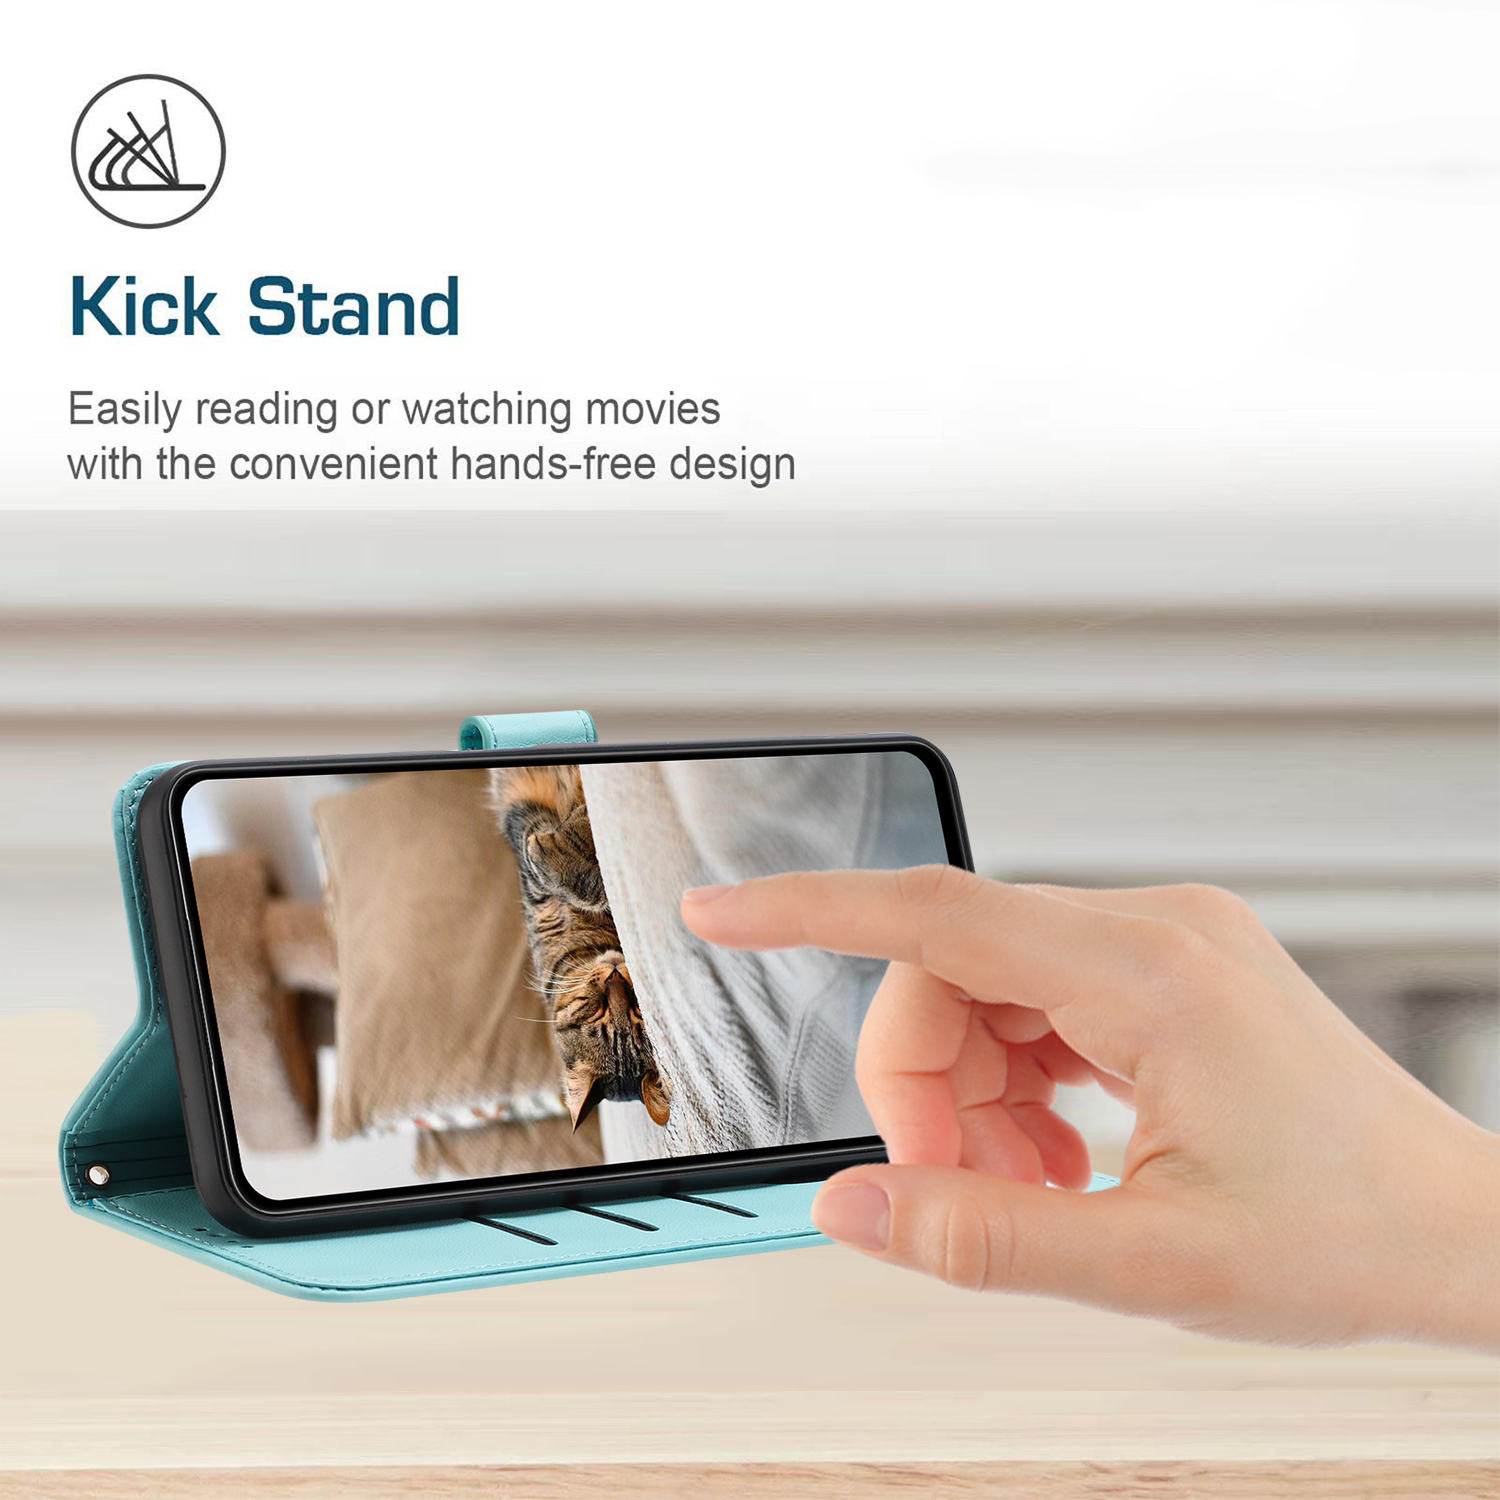 Kick Stand
Easily reading or watching movies
with the convenient hands-free design